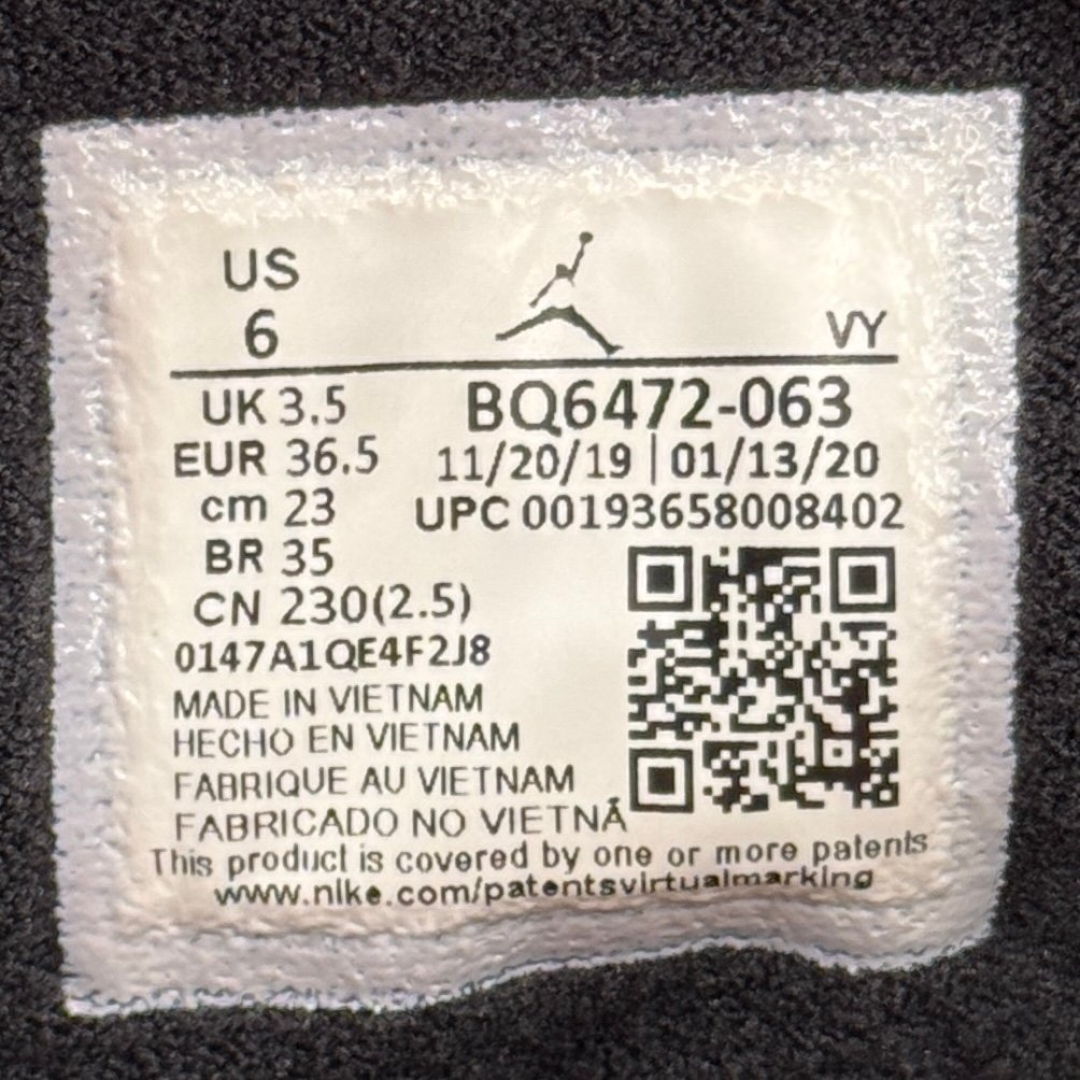 US
6
VY
UK 3.5
BQ6472-063
EUR 36.5
11/20/19 | 01/13/20
cm 23
UPC 00193658008402
BR 35
CN 230(2.5)
0147A1QE4F2J8
MADE IN VIETNAM
HECHO EN VIETNAM
FABRIQUE AU VIETNAM
FABRICADO NO VIETNÃ
This product is covered by one or more patents
www.nike.com/patentsvirtualmarking